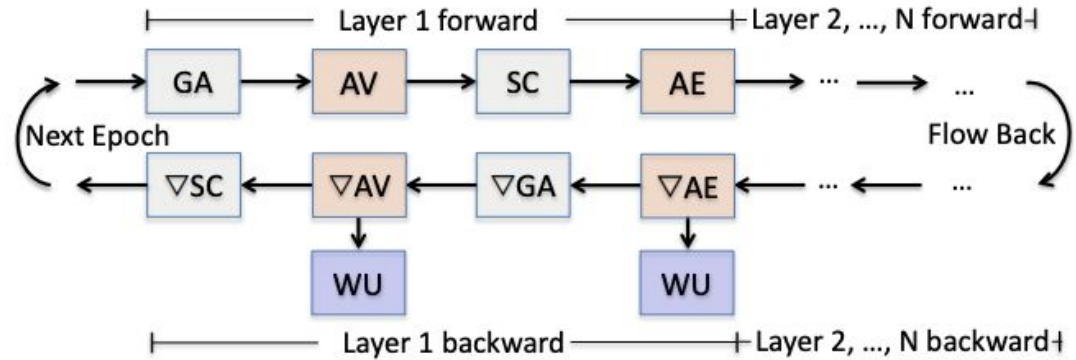 Layer 1 forward
Layer 2, ..., N forward
GA
AV
SC
AE
...
...
Next Epoch
Flow Back
▽SC
▽AV
▽GA
▽AE
...
...
WU
WU
Layer 1 backward
Layer 2, ..., N backward